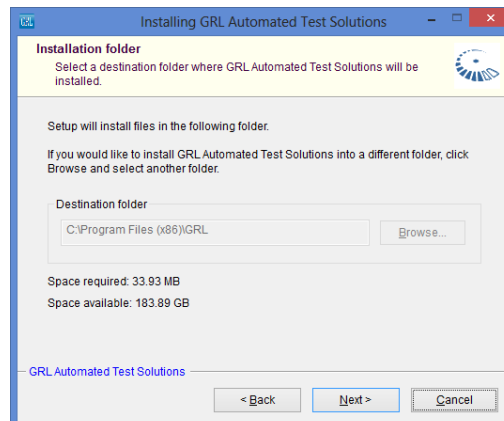 GRL
Installing GRL Automated Test Solutions
Installation folder
Select a destination folder where GRL Automated Test Solutions will be
installed.
Setup will install files in the following folder.
If you would like to install GRL Automated Test Solutions into a different folder, click
Browse and select another folder.
Destination folder
C:\Program Files (x86)\GRL
Browse...
Space required: 33.93 MB
Space available: 183.89 GB
GRL Automated Test Solutions
< Back
Next >
Cancel